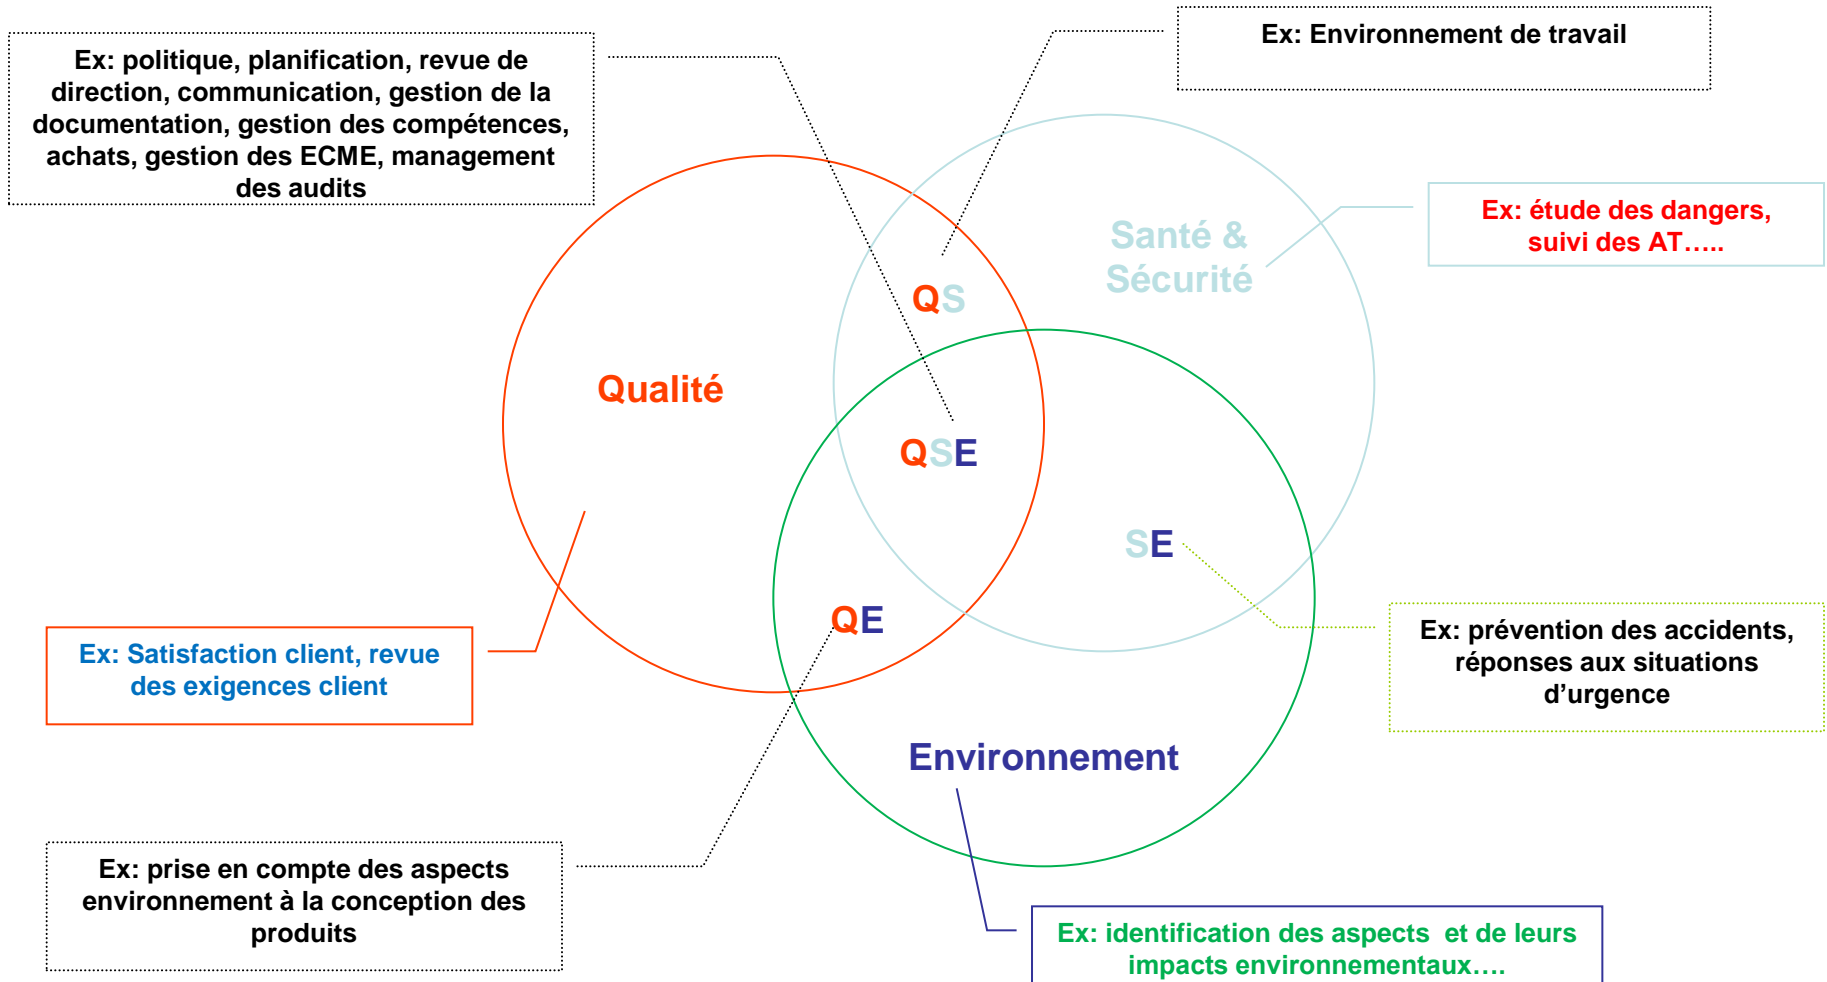 Ex: politique, planification, revue de
direction, communication, gestion de la
documentation, gestion des compétences,
achats, gestion des ECME, management
des audits
Ex: Environnement de travail
Santé &
Sécurité
Ex: étude des dangers,
suivi des AT…..
QS
Qualité
QSE
SE
QE
Ex: Satisfaction client, revue
des exigences client
Ex: prévention des accidents,
réponses aux situations
d’urgence
Environnement
Ex: prise en compte des aspects
environnement à la conception des
produits
Ex: identification des aspects  et de leurs
impacts environnementaux….